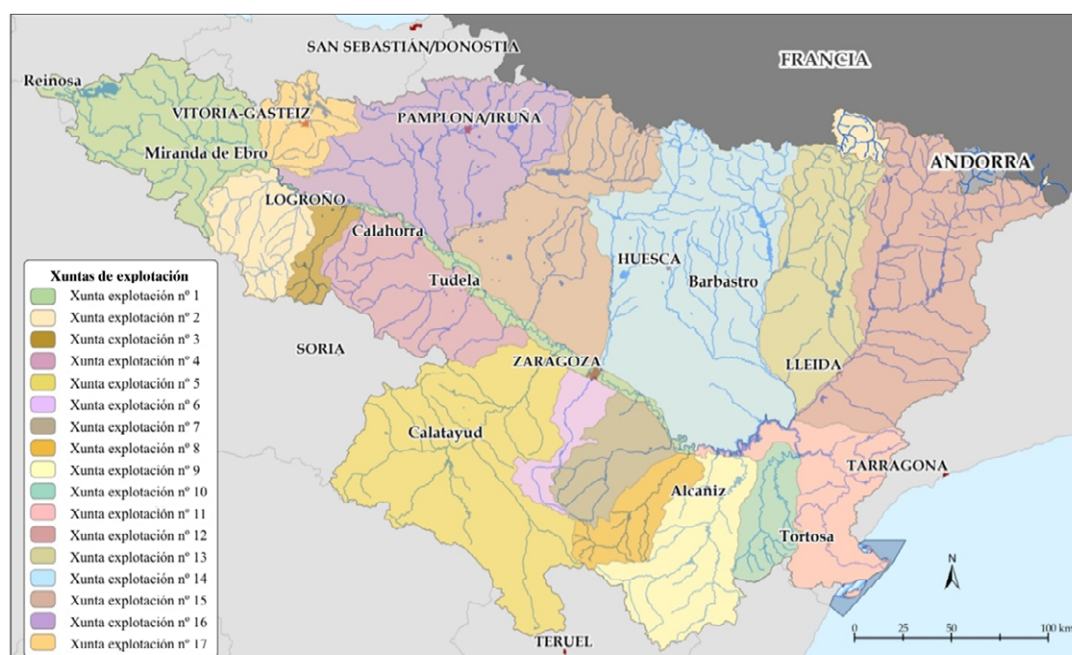 SAN SEBASTIÁN/DONOSTIA
FRANCIA
Reinosa
VITORIA-GASTEIZ
PAMPLONA/IRUÑA
Miranda de Ebro
ANDORRA
LOGROÑO
Calahorra
HUESCA
Barbastro
Tudela
SORIA
ZARAGOZA
LLEIDA
Calatayud
TARRAGONA
Alcañiz
Tortosa
TERUEL
Xuntas de explotación
Xunta explotación nº 1
Xunta explotación nº 2
Xunta explotación nº 3
Xunta explotación nº 4
Xunta explotación nº 5
Xunta explotación nº 6
Xunta explotación nº 7
Xunta explotación nº 8
Xunta explotación nº 9
Xunta explotación nº 10
Xunta explotación nº 11
Xunta explotación nº 12
Xunta explotación nº 13
Xunta explotación nº 14
Xunta explotación nº 15
Xunta explotación nº 16
Xunta explotación nº 17
N
0 25 50 100 km